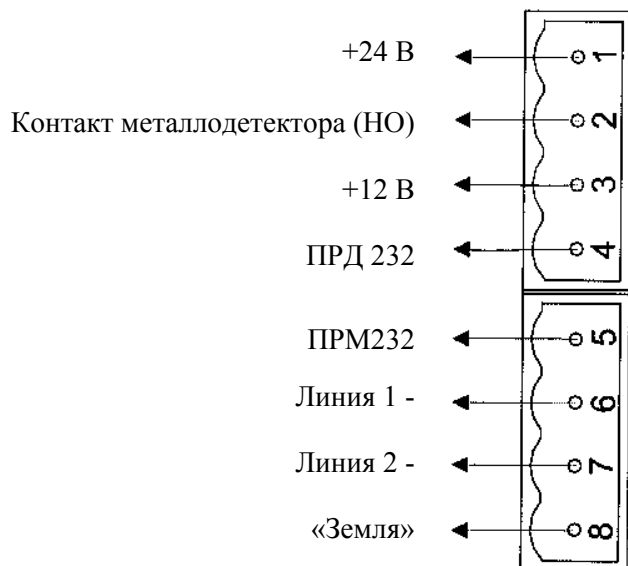 +24 В 1
Контакт металлодетектора (НО) 2
+12 В 3
ПРД 232 4
ПРМ232 5
Линия 1 - 6
Линия 2 - 7
«Земля» 8